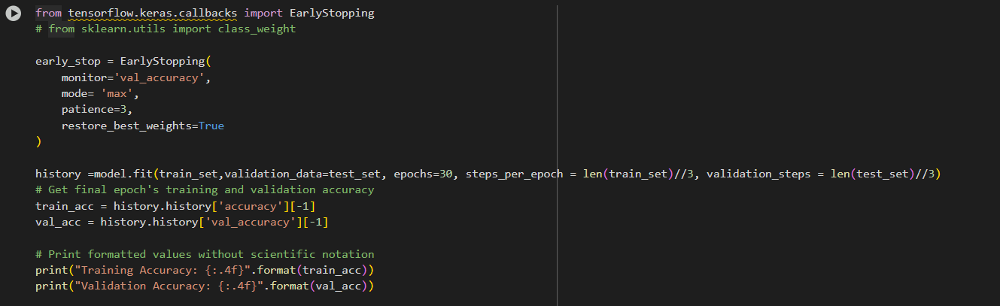 from tensorflow.keras.callbacks import EarlyStopping
# from sklearn.utils import class_weight
early_stop = EarlyStopping(
    monitor='val_accuracy',
    mode= 'max',
    patience=3,
    restore_best_weights=True
)
history =model.fit(train_set,validation_data=test_set, epochs=30, steps_per_epoch = len(train_set)//3, validation_steps = len(test_set)//3)
# Get final epoch's training and validation accuracy
train_acc = history.history['accuracy'][-1]
val_acc = history.history['val_accuracy'][-1]
# Print formatted values without scientific notation
print("Training Accuracy: {:.4f}".format(train_acc))
print("Validation Accuracy: {:.4f}".format(val_acc))